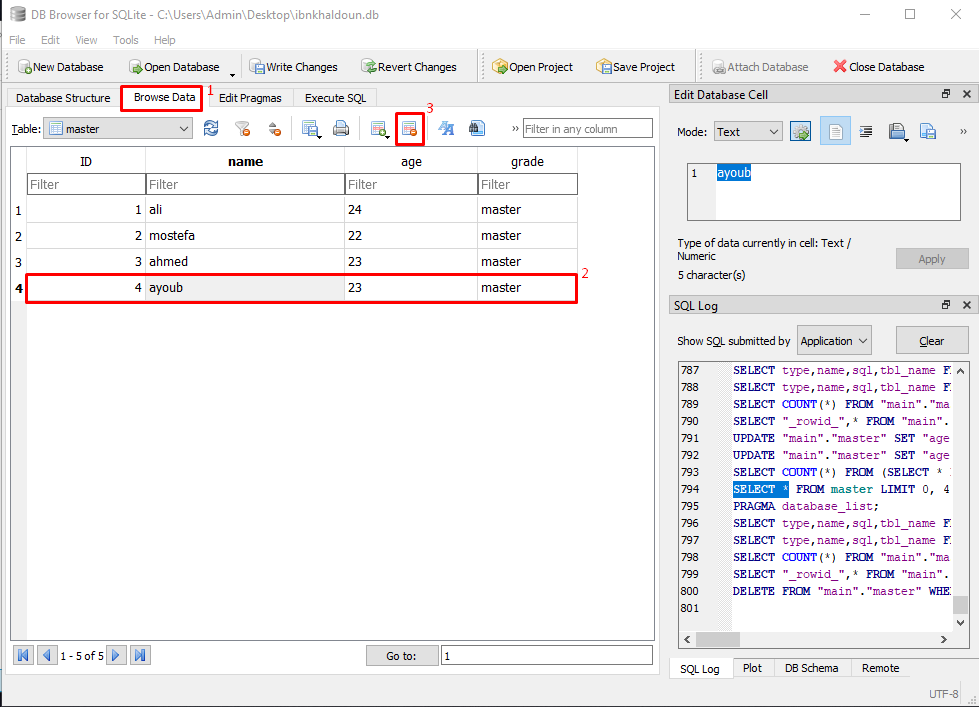 DB Browser for SQLite - C:\Users\Admin\Desktop\ibnkhaldoun.db
File Edit View Tools Help
New Database Open Database Write Changes Revert Changes Open Project Save Project Attach Database Close Database
Database Structure Browse Data 1 Edit Pragmas Execute SQL
3
Table: master » Filter in any column
ID name age grade
Filter Filter Filter Filter
1 1 ali 24 master
2 2 mostefa 22 master
3 3 ahmed 23 master
4 4 ayoub 23 master 2
1 - 5 of 5 Go to: 1
Edit Database Cell
Mode: Text »
1 ayoub
Type of data currently in cell: Text /
Numeric
5 character(s)
Apply
SQL Log
Show SQL submitted by Application Clear
787 SELECT type,name,sql,tbl_name F
788 SELECT type,name,sql,tbl_name F
789 SELECT COUNT(*) FROM "main"."ma
790 SELECT "_rowid_",* FROM "main".
791 UPDATE "main"."master" SET "age
792 UPDATE "main"."master" SET "age
793 SELECT COUNT(*) FROM (SELECT *
794 SELECT * FROM master LIMIT 0, 4
795 PRAGMA database_list;
796 SELECT type,name,sql,tbl_name F
797 SELECT type,name,sql,tbl_name F
798 SELECT COUNT(*) FROM "main"."ma
799 SELECT "_rowid_",* FROM "main".
800 DELETE FROM "main"."master" WHE
801
SQL Log Plot DB Schema Remote
UTF-8